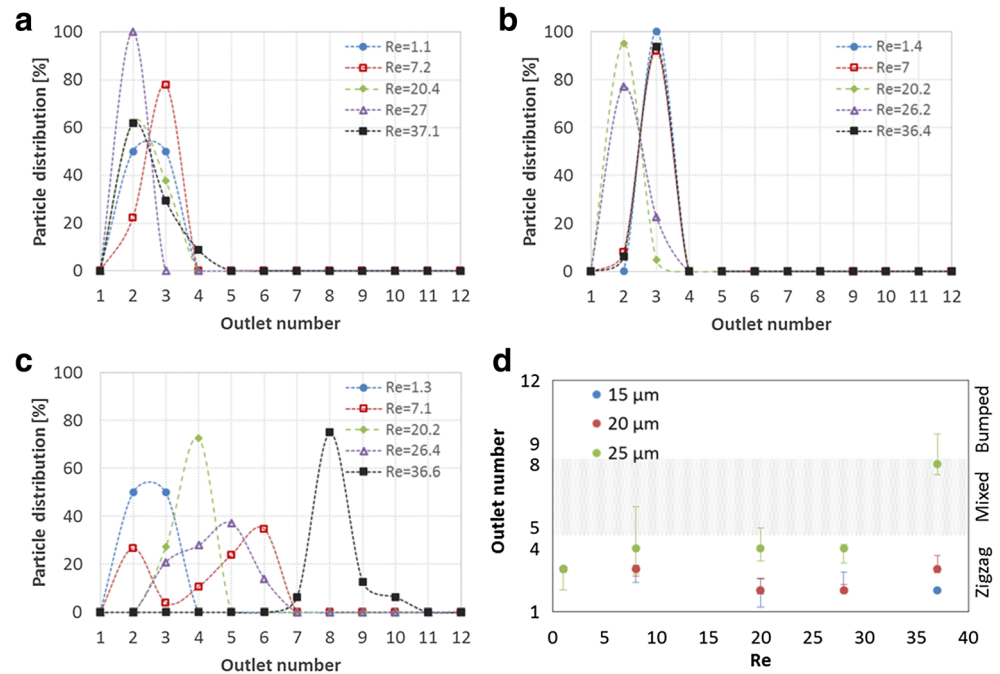 a
Particle distribution [%]
100
80
60
40
20
0
Re=1.1
Re=7.2
Re=20.4
Re=27
Re=37.1
1 2 3 4 5 6 7 8 9 10 11 12
Outlet number
b
Particle distribution [%]
100
80
60
40
20
0
Re=1.4
Re=7
Re=20.2
Re=26.2
Re=36.4
1 2 3 4 5 6 7 8 9 10 11 12
Outlet number
c
Particle distribution [%]
100
80
60
40
20
0
Re=1.3
Re=7.1
Re=20.2
Re=26.4
Re=36.6
1 2 3 4 5 6 7 8 9 10 11 12
Outlet number
d
Outlet number
12
9
8
5
4
1
15 µm
20 µm
25 µm
Bumped
Mixed
Zigzag
0 5 10 15 20 25 30 35 40
Re